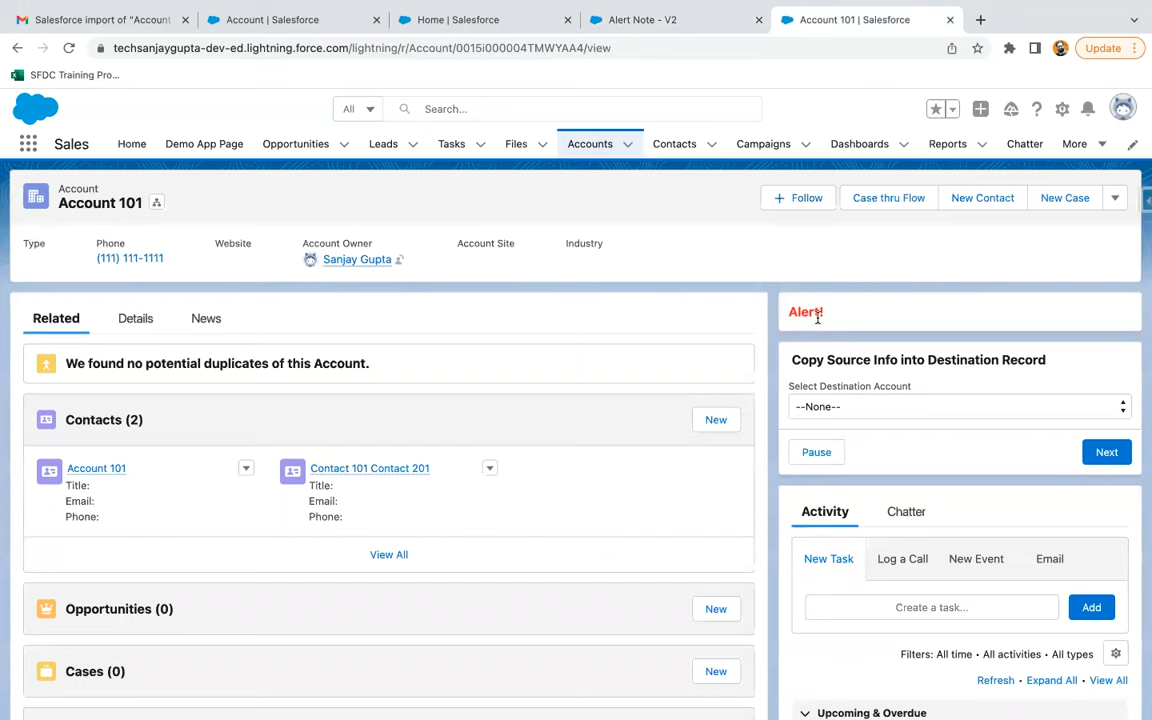 Salesforce import of "Account
Account | Salesforce
Home | Salesforce
Alert Note - V2
Account 101 | Salesforce
techsanjaygupta-dev-ed.lightning.force.com/lightning/r/Account/0015i000004TMWYAA4/view
Update
SFDC Training Pro...
All
Search...
Sales
Home
Demo App Page
Opportunities
Leads
Tasks
Files
Accounts
Contacts
Campaigns
Dashboards
Reports
Chatter
More
Account
Account 101
Follow
Case thru Flow
New Contact
New Case
Type
Phone
Website
Account Owner
Account Site
Industry
(111) 111-1111
Sanjay Gupta
Related
Details
News
We found no potential duplicates of this Account.
Contacts (2)
New
Account 101
Title:
Email:
Phone:
Contact 101 Contact 201
Title:
Email:
Phone:
View All
Opportunities (0)
New
Cases (0)
New
Alert!
Copy Source Info into Destination Record
Select Destination Account
--None--
Pause
Next
Activity
Chatter
New Task
Log a Call
New Event
Email
Create a task...
Add
Filters: All time • All activities • All types
Refresh • Expand All • View All
Upcoming & Overdue